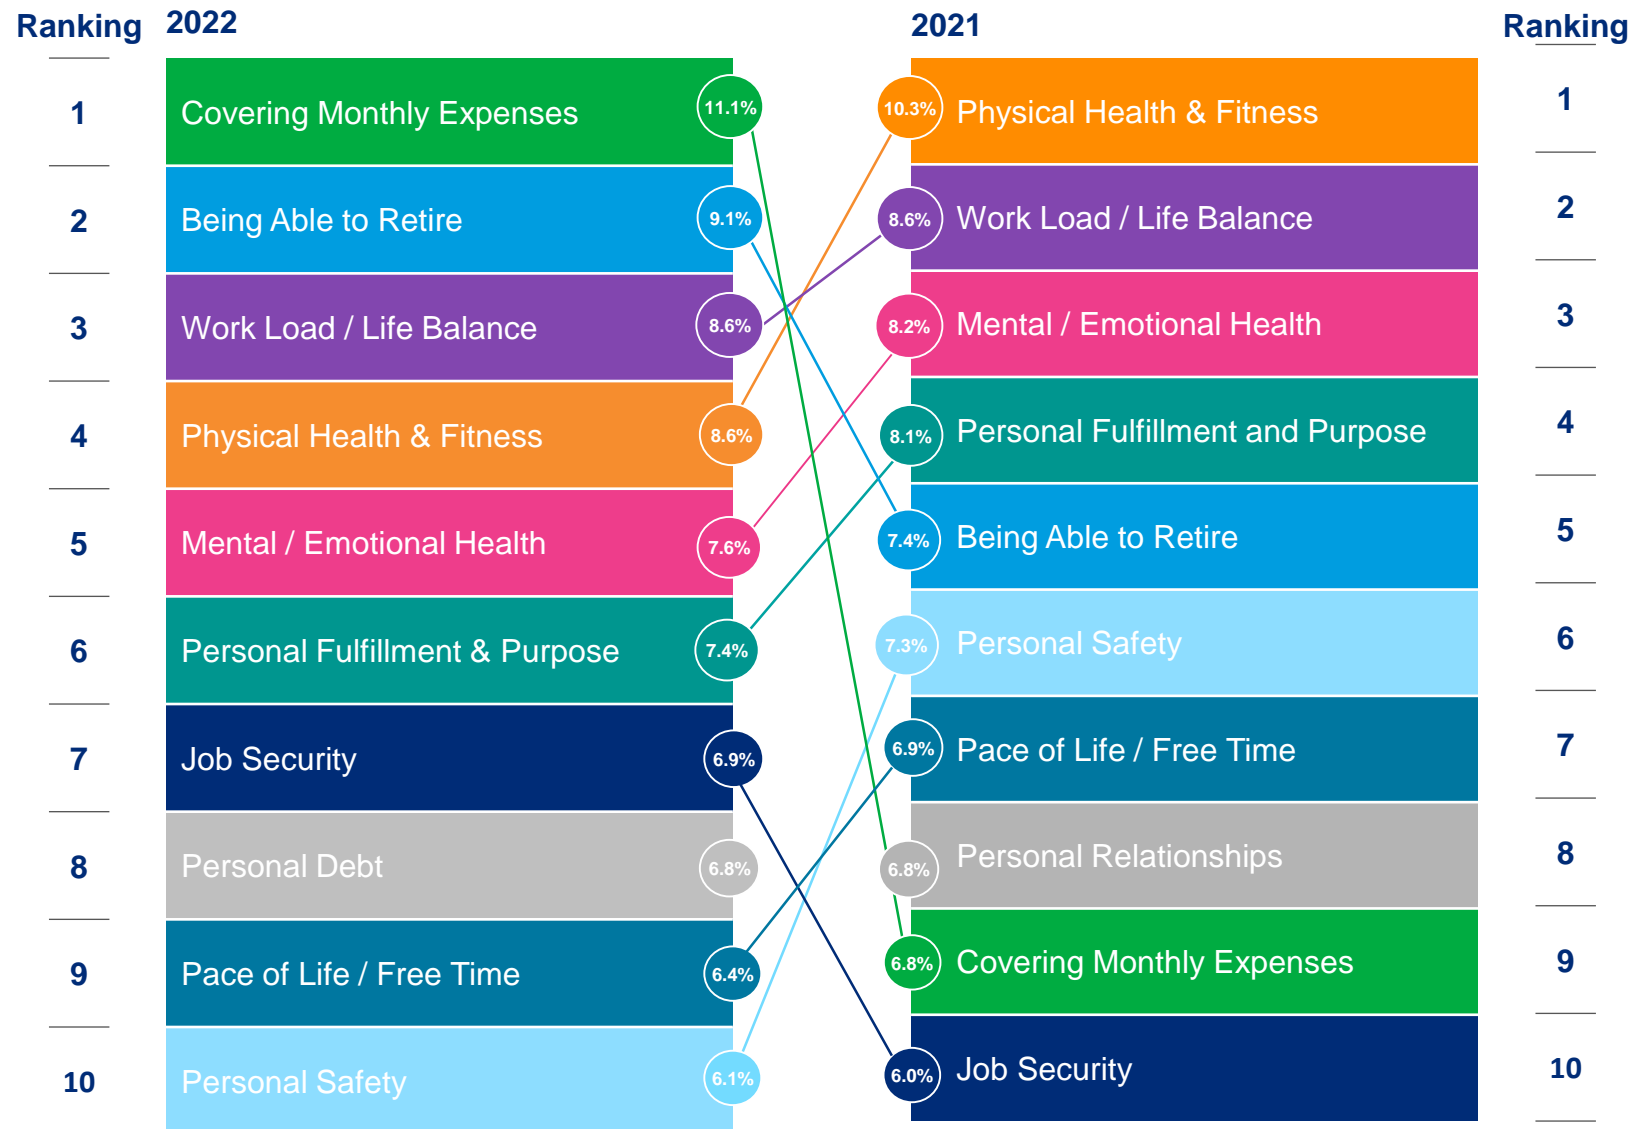 Ranking 2022 2021 Ranking
1 Covering Monthly Expenses 11.1% 10.3% Physical Health & Fitness 1
2 Being Able to Retire 9.1% 8.6% Work Load / Life Balance 2
3 Work Load / Life Balance 8.6% 8.2% Mental / Emotional Health 3
4 Physical Health & Fitness 8.6% 8.1% Personal Fulfillment and Purpose 4
5 Mental / Emotional Health 7.6% 7.4% Being Able to Retire 5
6 Personal Fulfillment & Purpose 7.4% 7.3% Personal Safety 6
7 Job Security 6.9% 6.9% Pace of Life / Free Time 7
8 Personal Debt 6.8% 6.8% Personal Relationships 8
9 Pace of Life / Free Time 6.4% 6.8% Covering Monthly Expenses 9
10 Personal Safety 6.1% 6.0% Job Security 10